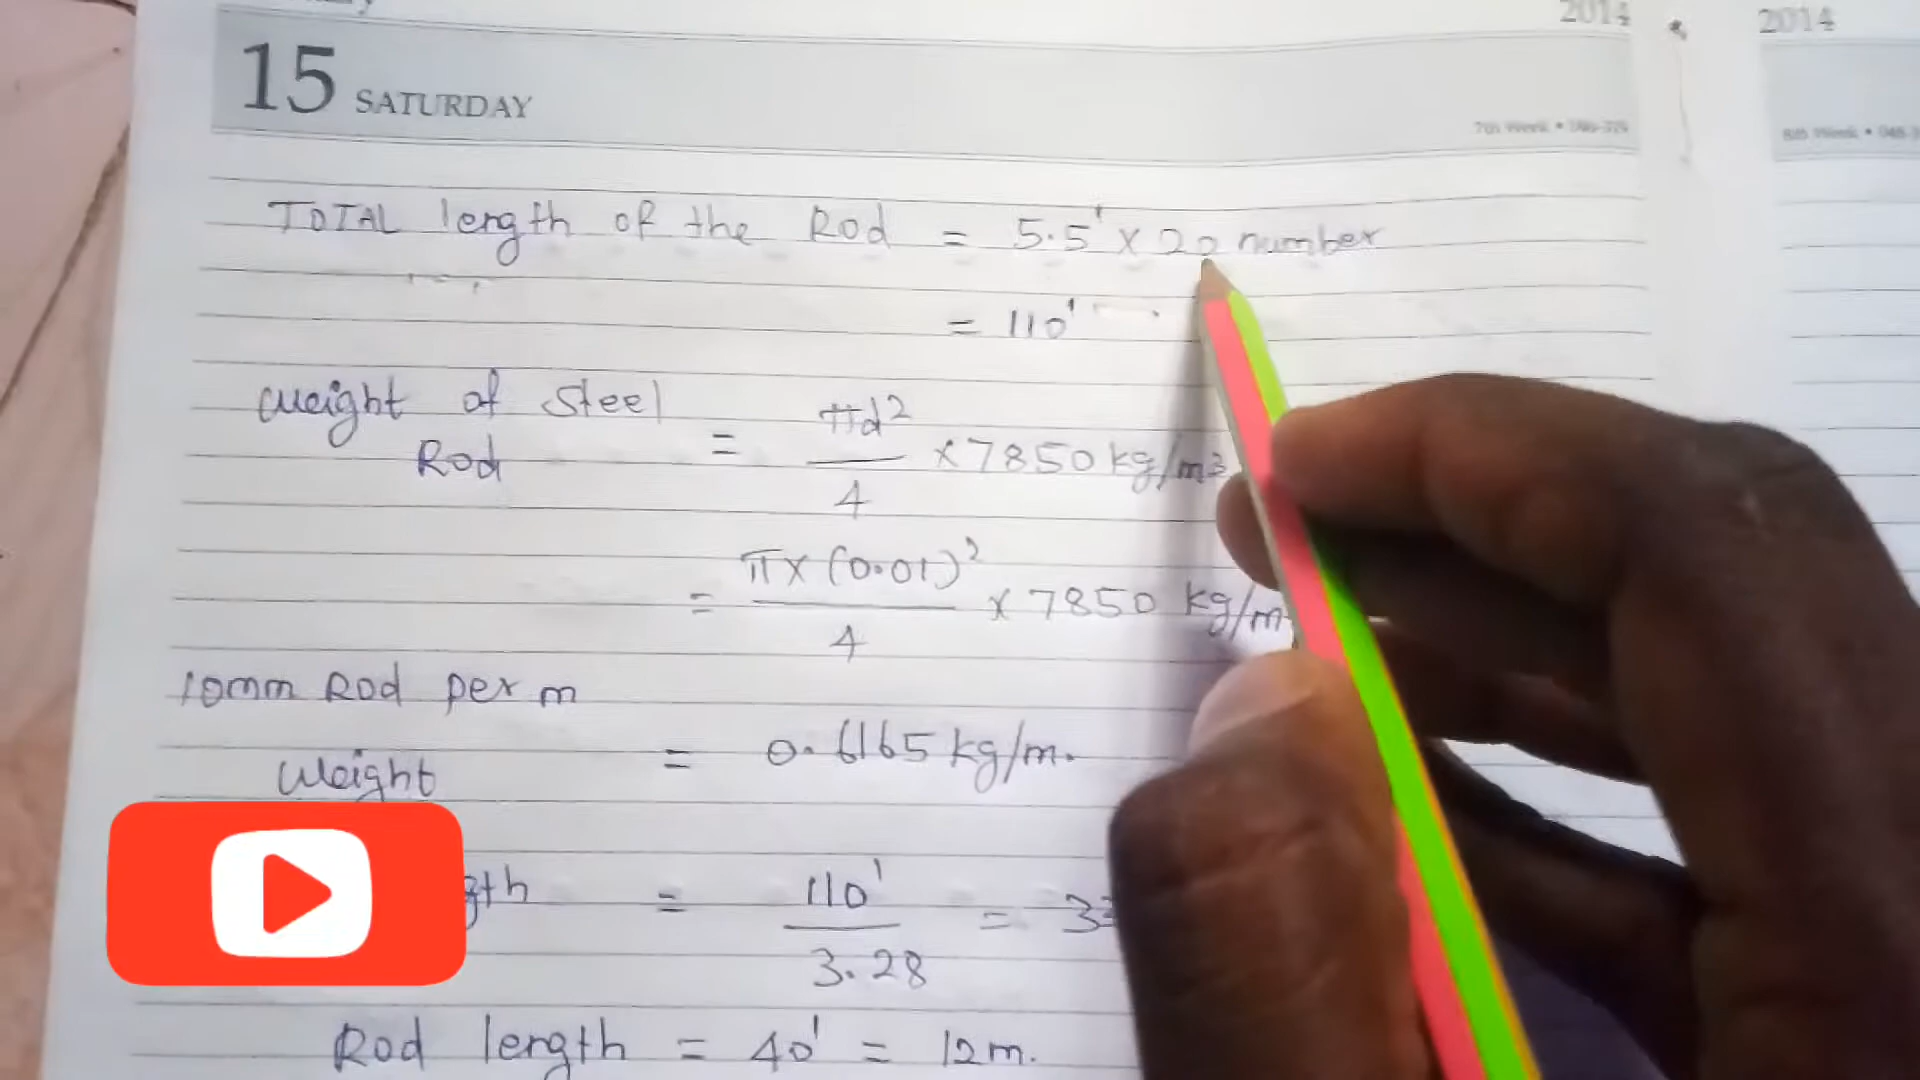 2014
2014
15 SATURDAY
TOTAL length of the Rod = 5.5' × 20 number
= 110'
Weight of Steel Rod = πd² / 4 × 7850 kg/m³
= π × (0.01)² / 4 × 7850 kg/m
10mm Rod per m
Weight = 0.6165 kg/m.
= 110' / 3.28 =
Rod length = 40' = 12m.